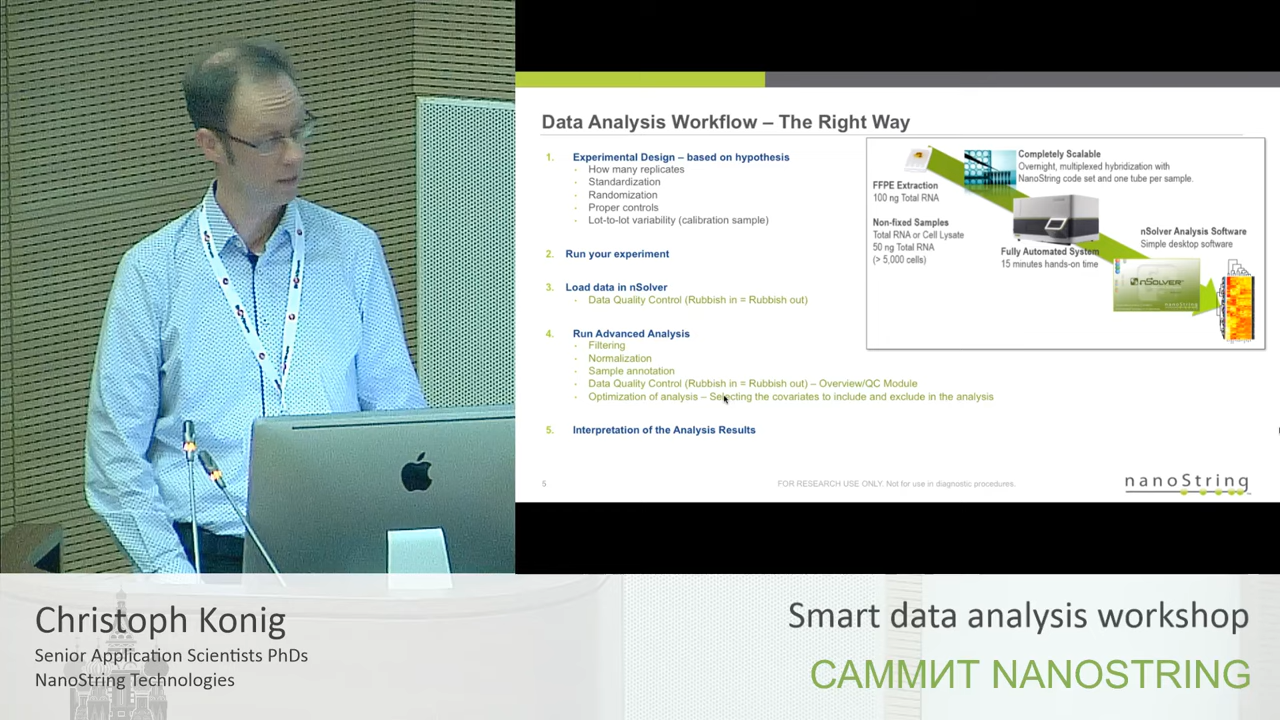 Data Analysis Workflow – The Right Way
1. Experimental Design – based on hypothesis
· How many replicates
· Standardization
· Randomization
· Proper controls
· Lot-to-lot variability (calibration sample)
2. Run your experiment
3. Load data in nSolver
· Data Quality Control (Rubbish in = Rubbish out)
4. Run Advanced Analysis
· Filtering
· Normalization
· Sample annotation
· Data Quality Control (Rubbish in = Rubbish out) – Overview/QC Module
· Optimization of analysis – Selecting the covariates to include and exclude in the analysis
5. Interpretation of the Analysis Results
Completely Scalable
Overnight, multiplexed hybridization with
NanoString code set and one tube per sample.
FFPE Extraction
100 ng Total RNA
Non-fixed Samples
Total RNA or Cell Lysate
50 ng Total RNA
(> 5,000 cells)
Fully Automated System
15 minutes hands-on time
nSolver Analysis Software
Simple desktop software
nSOLVER
nanoString
5
FOR RESEARCH USE ONLY. Not for use in diagnostic procedures.
nanoString
Christoph Konig
Senior Application Scientists PhDs
NanoString Technologies
Smart data analysis workshop
САММИТ NANOSTRING